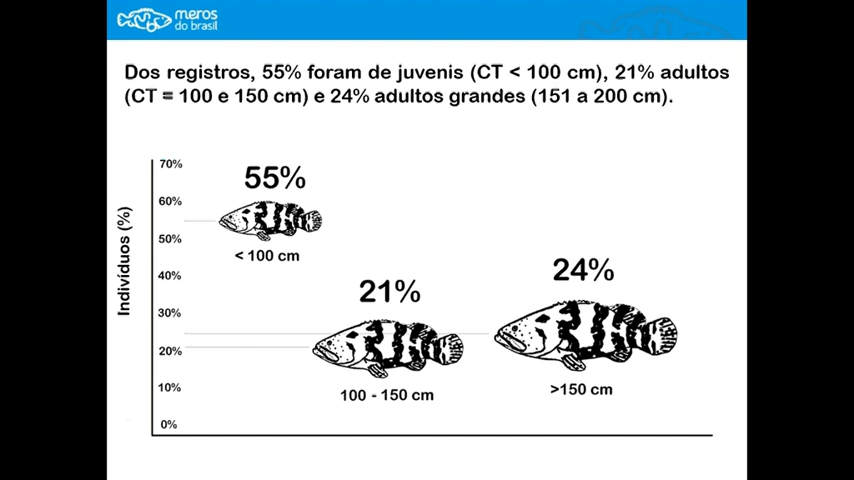 meros
do brasil
Dos registros, 55% foram de juvenis (CT < 100 cm), 21% adultos
(CT = 100 e 150 cm) e 24% adultos grandes (151 a 200 cm).
Indivíduos (%)
70%
60%
50%
40%
30%
20%
10%
0%
55%
< 100 cm
21%
100 - 150 cm
24%
>150 cm